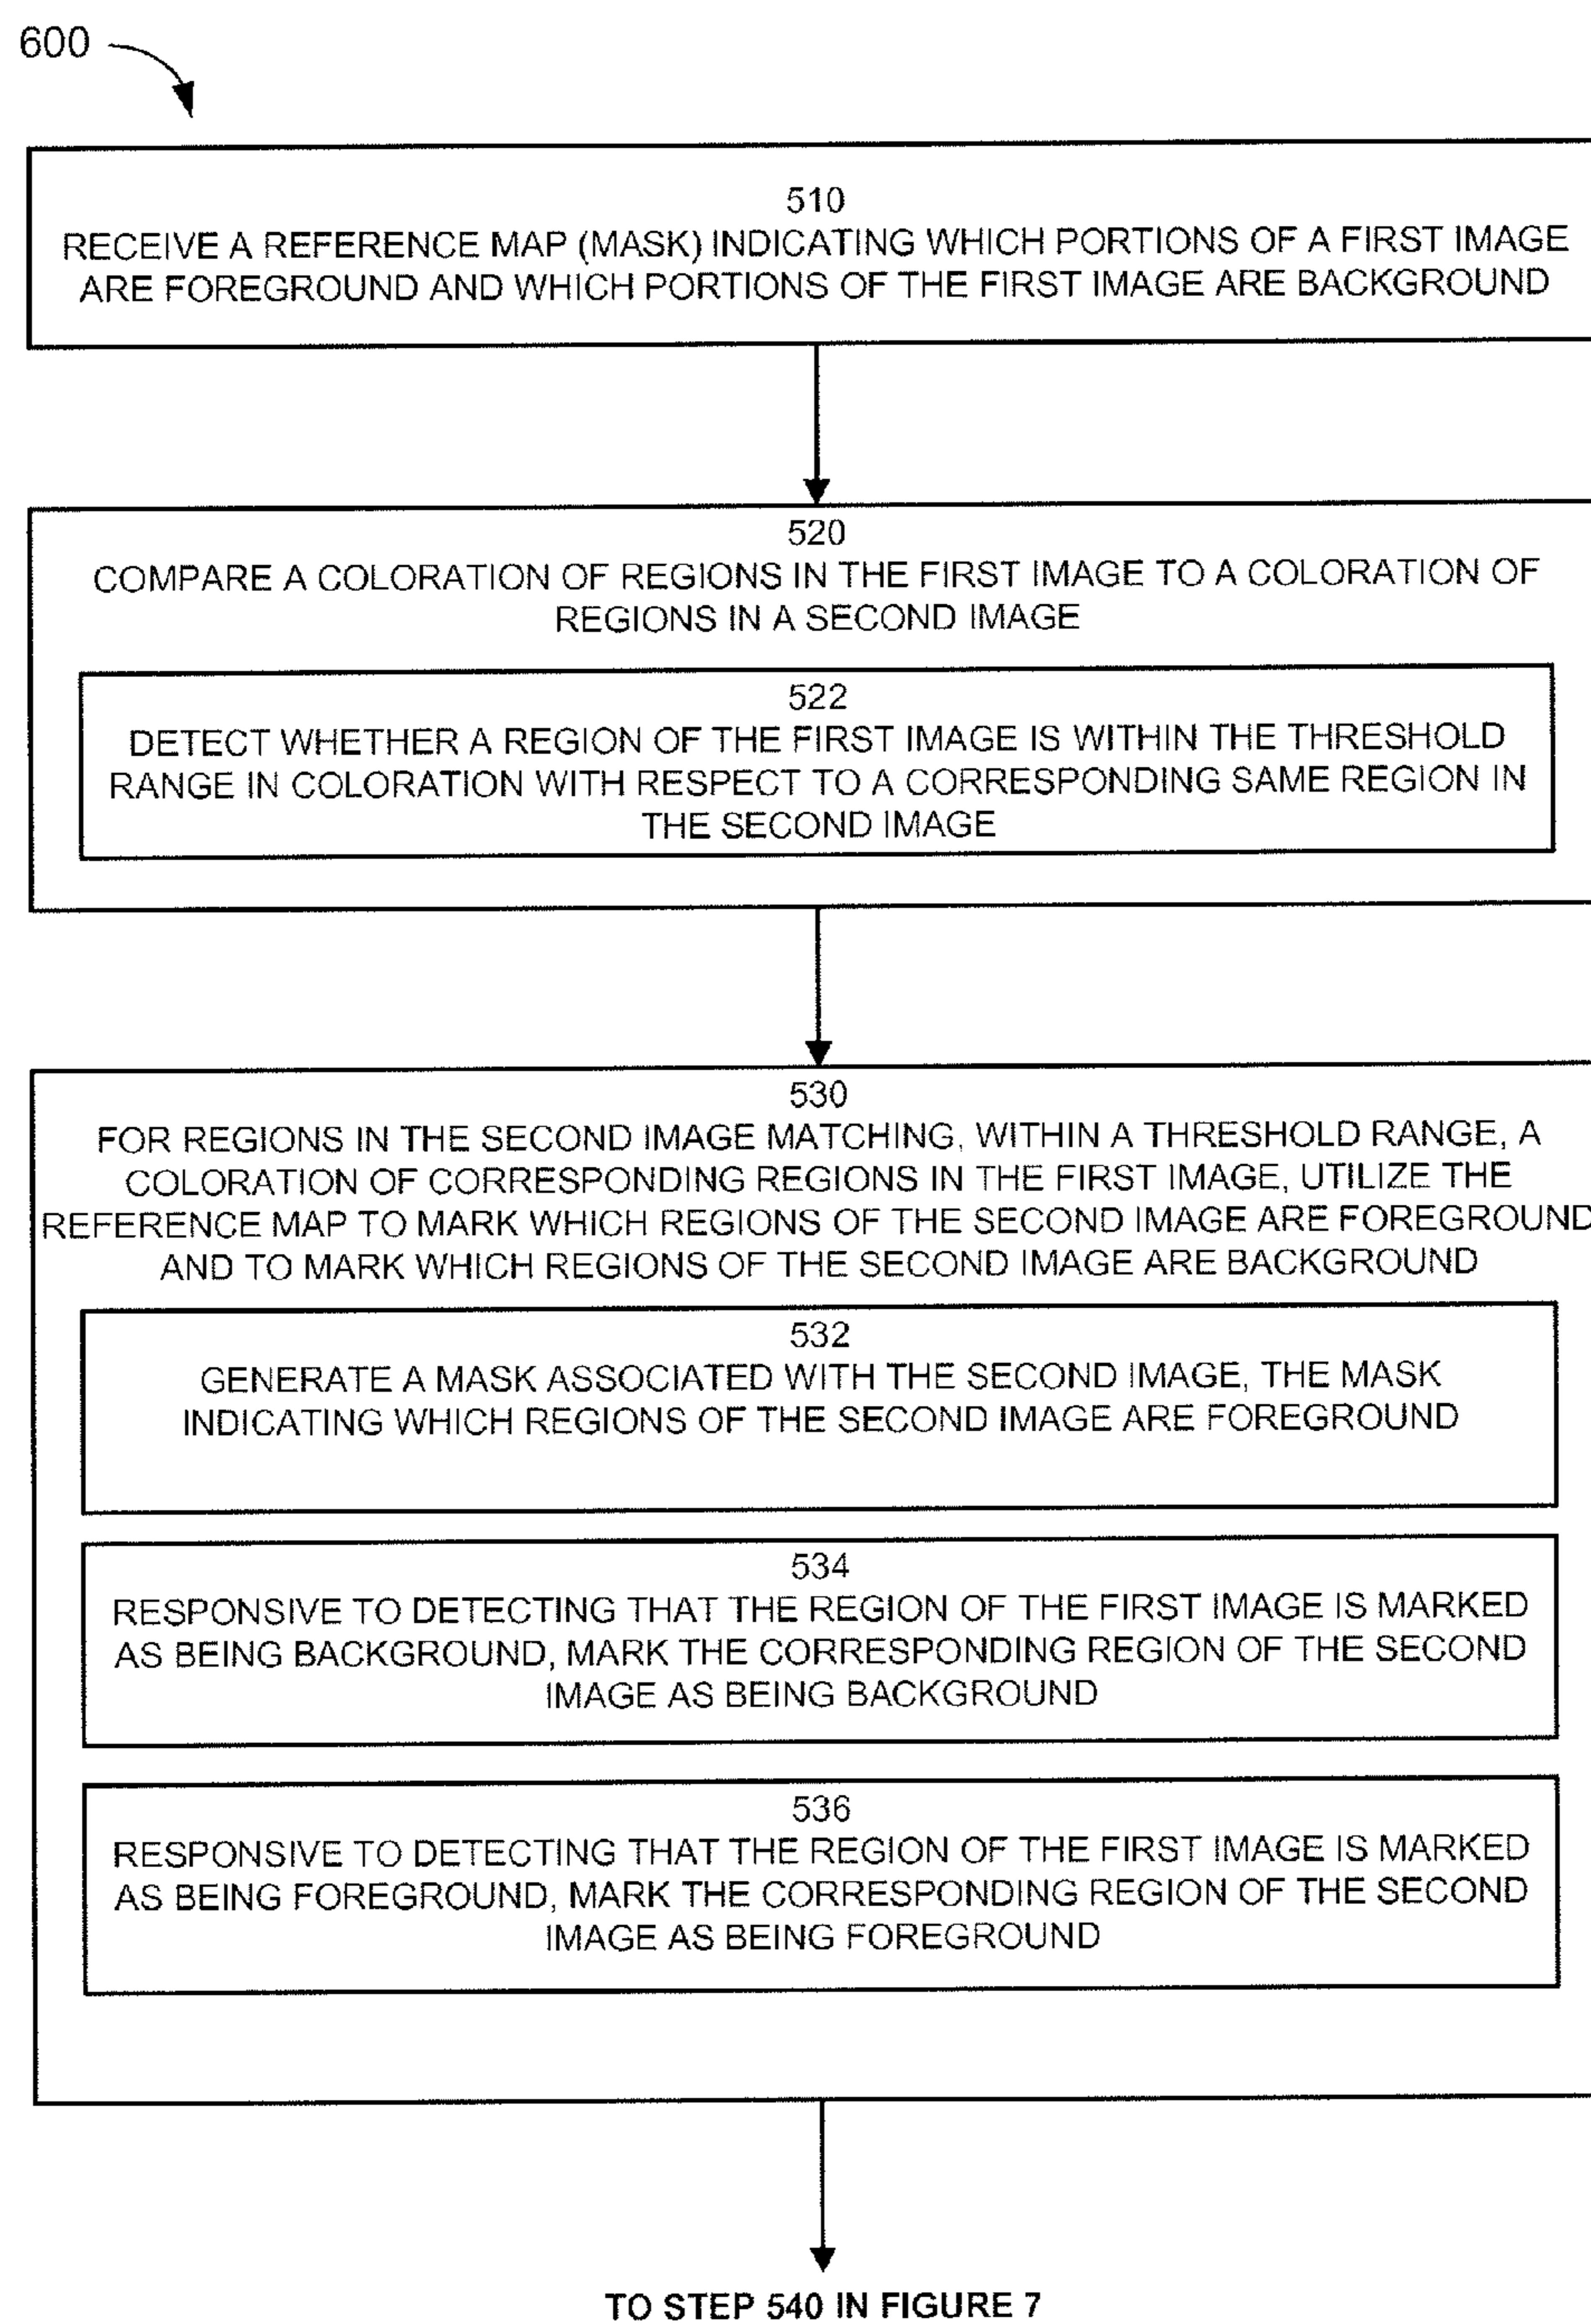 600
510
RECEIVE A REFERENCE MAP (MASK) INDICATING WHICH PORTIONS OF A FIRST IMAGE
ARE FOREGROUND AND WHICH PORTIONS OF THE FIRST IMAGE ARE BACKGROUND
520
COMPARE A COLORATION OF REGIONS IN THE FIRST IMAGE TO A COLORATION OF
REGIONS IN A SECOND IMAGE
522
DETECT WHETHER A REGION OF THE FIRST IMAGE IS WITHIN THE THRESHOLD
RANGE IN COLORATION WITH RESPECT TO A CORRESPONDING SAME REGION IN
THE SECOND IMAGE
530
FOR REGIONS IN THE SECOND IMAGE MATCHING, WITHIN A THRESHOLD RANGE, A
COLORATION OF CORRESPONDING REGIONS IN THE FIRST IMAGE, UTILIZE THE
REFERENCE MAP TO MARK WHICH REGIONS OF THE SECOND IMAGE ARE FOREGROUND
AND TO MARK WHICH REGIONS OF THE SECOND IMAGE ARE BACKGROUND
532
GENERATE A MASK ASSOCIATED WITH THE SECOND IMAGE, THE MASK
INDICATING WHICH REGIONS OF THE SECOND IMAGE ARE FOREGROUND
534
RESPONSIVE TO DETECTING THAT THE REGION OF THE FIRST IMAGE IS MARKED
AS BEING BACKGROUND, MARK THE CORRESPONDING REGION OF THE SECOND
IMAGE AS BEING BACKGROUND
536
RESPONSIVE TO DETECTING THAT THE REGION OF THE FIRST IMAGE IS MARKED
AS BEING FOREGROUND, MARK THE CORRESPONDING REGION OF THE SECOND
IMAGE AS BEING FOREGROUND
TO STEP 540 IN FIGURE 7